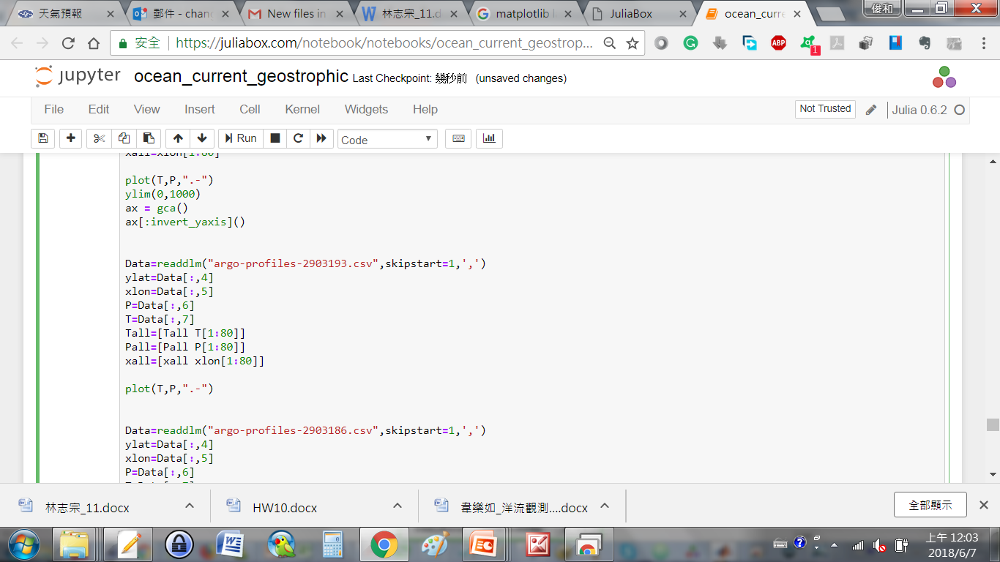 天氣預報
郵件 - chang
New files in
林志宗_11.d
matplotlib l
JuliaBox
ocean_curre
俊和
安全
https://juliabox.com/notebook/notebooks/ocean_current_geostrop...
ABP
1
jupyter ocean_current_geostrophic Last Checkpoint: 幾秒前 (unsaved changes)
File Edit View Insert Cell Kernel Widgets Help
Not Trusted
Julia 0.6.2
Run
Code
xall=xlon[1:80]
plot(T,P,".-")
ylim(0,1000)
ax = gca()
ax[:invert_yaxis]()
Data=readdlm("argo-profiles-2903193.csv",skipstart=1,',')
ylat=Data[:,4]
xlon=Data[:,5]
P=Data[:,6]
T=Data[:,7]
Tall=[Tall T[1:80]]
Pall=[Pall P[1:80]]
xall=[xall xlon[1:80]]
plot(T,P,".-")
Data=readdlm("argo-profiles-2903186.csv",skipstart=1,',')
ylat=Data[:,4]
xlon=Data[:,5]
P=Data[:,6]
林志宗_11.docx
HW10.docx
韋樂如_洋流觀測....docx
全部顯示
上午 12:03
2018/6/7